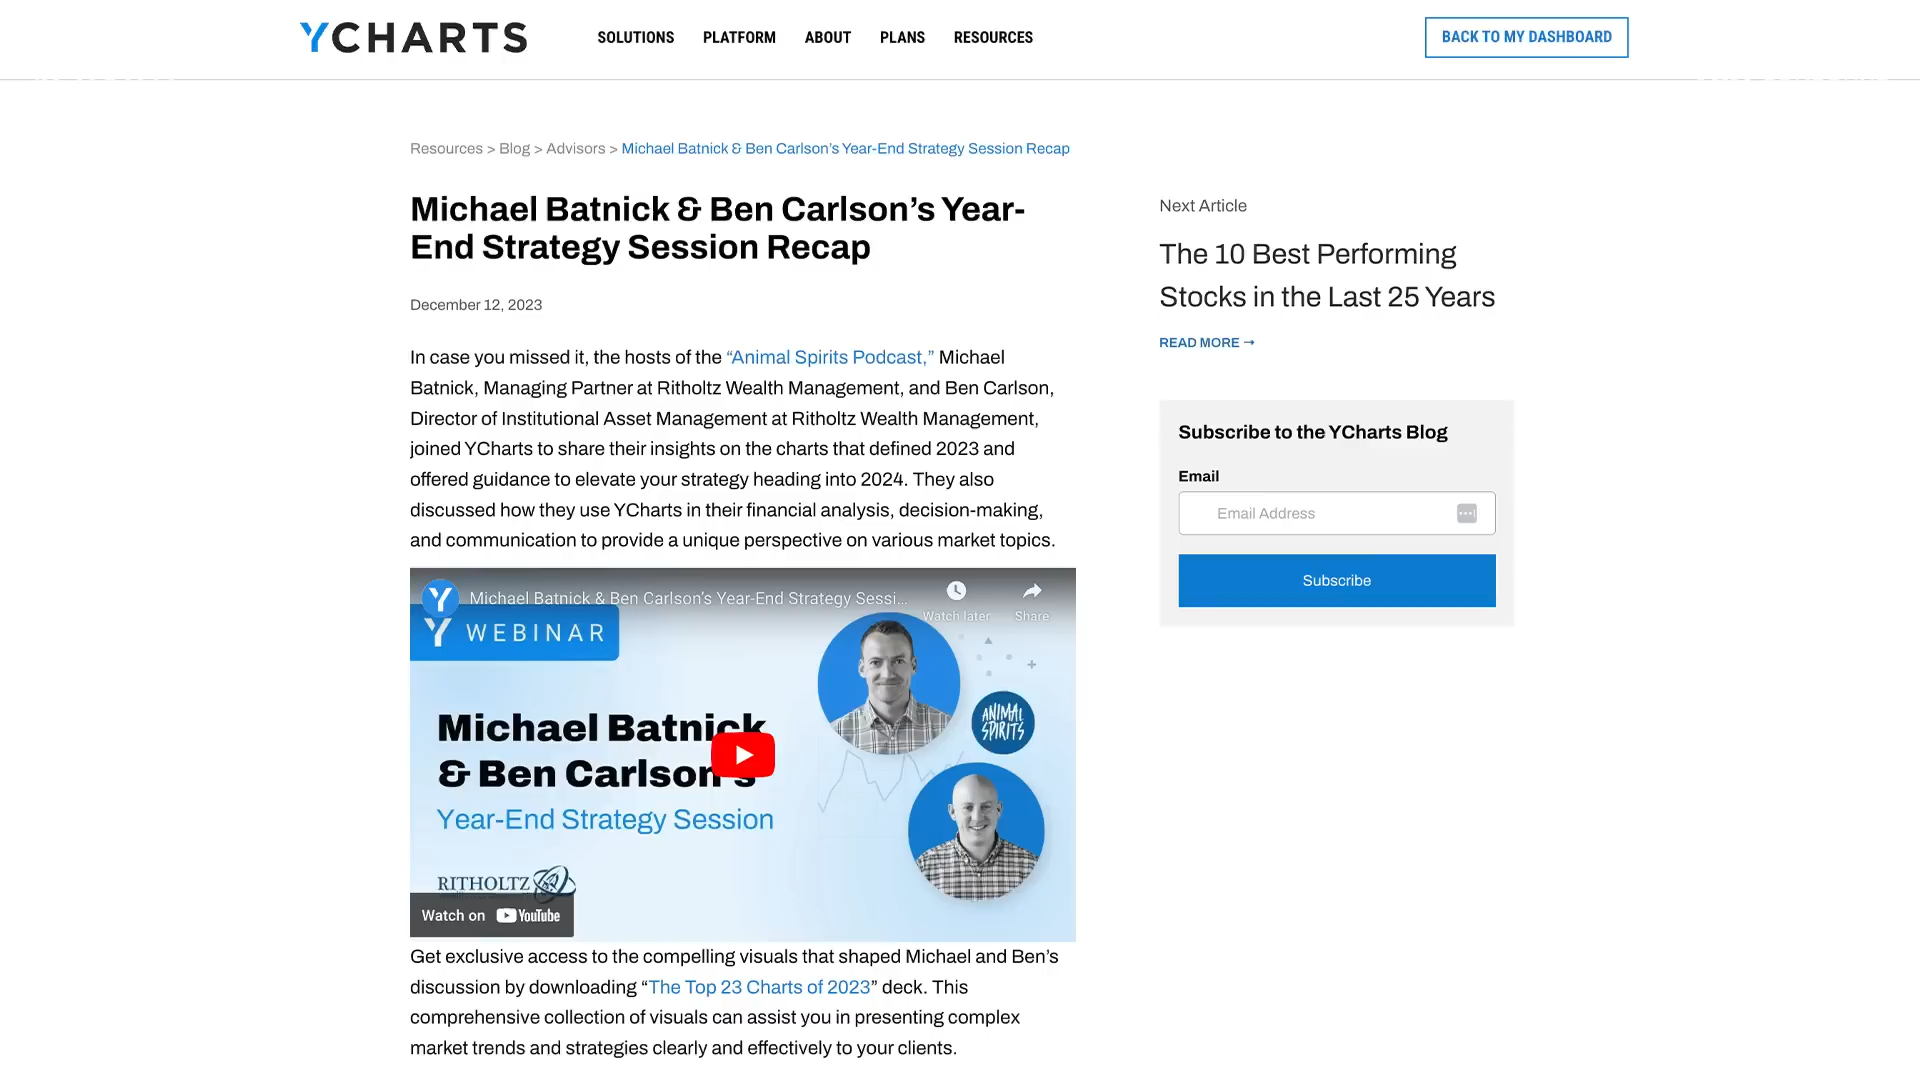 YCHARTS
SOLUTIONS
PLATFORM
ABOUT
PLANS
RESOURCES
BACK TO MY DASHBOARD
Resources > Blog > Advisors > Michael Batnick & Ben Carlson’s Year-End Strategy Session Recap
Michael Batnick & Ben Carlson’s Year-
End Strategy Session Recap
December 12, 2023
In case you missed it, the hosts of the “Animal Spirits Podcast,” Michael
Batnick, Managing Partner at Ritholtz Wealth Management, and Ben Carlson,
Director of Institutional Asset Management at Ritholtz Wealth Management,
joined YCharts to share their insights on the charts that defined 2023 and
offered guidance to elevate your strategy heading into 2024. They also
discussed how they use YCharts in their financial analysis, decision-making,
and communication to provide a unique perspective on various market topics.
Y
Michael Batnick & Ben Carlson’s Year-End Strategy Sessi...
Watch later
Share
Y WEBINAR
Michael Batnick
& Ben Carlson’s
Year-End Strategy Session
ANIMAL
SPIRITS
RITHOLTZ
Watch on YouTube
Get exclusive access to the compelling visuals that shaped Michael and Ben’s
discussion by downloading “The Top 23 Charts of 2023” deck. This
comprehensive collection of visuals can assist you in presenting complex
market trends and strategies clearly and effectively to your clients.
Next Article
The 10 Best Performing
Stocks in the Last 25 Years
READ MORE →
Subscribe to the YCharts Blog
Email
Email Address
Subscribe